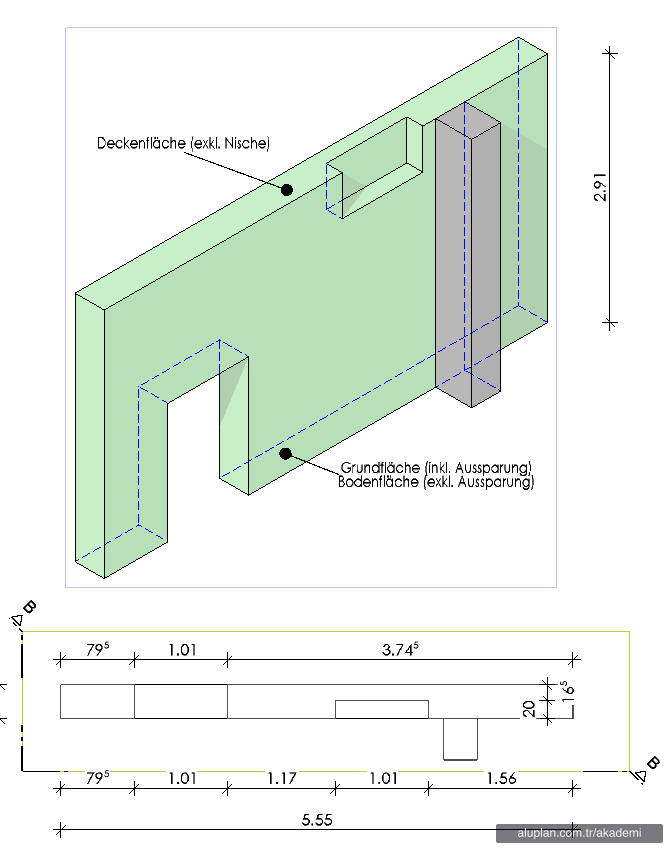 Deckenfläche (exkl. Nische)
2.91
Grundfläche (inkl. Aussparung)
Bodenfläche (exkl. Aussparung)
B
79⁵ 1.01 3.74⁵
20 16⁵
B
79⁵ 1.01 1.17 1.01 1.56
5.55
aluplan.com.tr/akademi